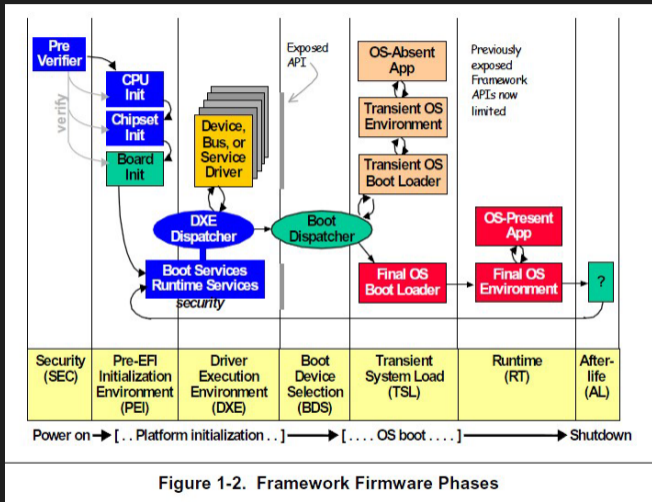 Pre
Verifier
verify
CPU
Init
Chipset
Init
Board
Init
Device,
Bus, or
Service
Driver
Exposed
API
OS-Absent
App
Transient OS
Environment
Transient OS
Boot Loader
Previously
exposed
Framework
APIs now
limited
DXE
Dispatcher
Boot
Dispatcher
OS-Present
App
Boot Services
Runtime Services
security
Final OS
Boot Loader
Final OS
Environment
?
Security
(SEC)
Pre-EFI
Initialization
Environment
(PEI)
Driver
Execution
Environment
(DXE)
Boot
Device
Selection
(BDS)
Transient
System Load
(TSL)
Runtime
(RT)
After-
life
(AL)
Power on [ . . Platform initialization . . ] [ . . . . OS boot . . . . ] Shutdown
Figure 1-2. Framework Firmware Phases